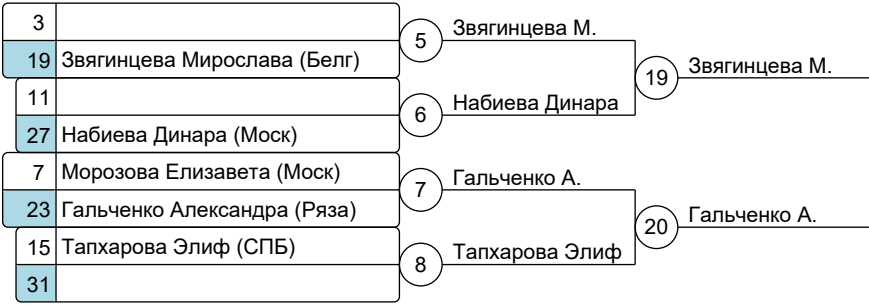 3
5
Звягинцева М.
19 Звягинцева Мирослава (Белг)
19
Звягинцева М.
11
6
Набиева Динара
27 Набиева Динара (Моск)
7 Морозова Елизавета (Моск)
7
Гальченко А.
23 Гальченко Александра (Ряза)
20
Гальченко А.
15 Тапхарова Элиф (СПБ)
8
Тапхарова Элиф
31